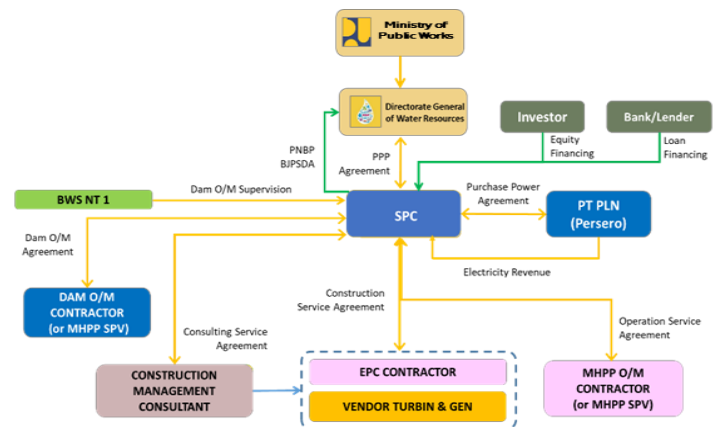 Ministry of
Public Works
Directorate General
of Water Resources
Investor
Bank/Lender
PNBP
BJPSDA
PPP
Agreement
Equity
Financing
Loan
Financing
BWS NT 1
Dam O/M Supervision
SPC
Purchase Power
Agreement
PT PLN
(Persero)
Dam O/M
Agreement
Electricity Revenue
DAM O/M
CONTRACTOR
(or MHPP SPV)
Construction
Service Agreement
Consulting Service
Agreement
Operation Service
Agreement
CONSTRUCTION
MANAGEMENT
CONSULTANT
EPC CONTRACTOR
VENDOR TURBIN & GEN
MHPP O/M
CONTRACTOR
(or MHPP SPV)